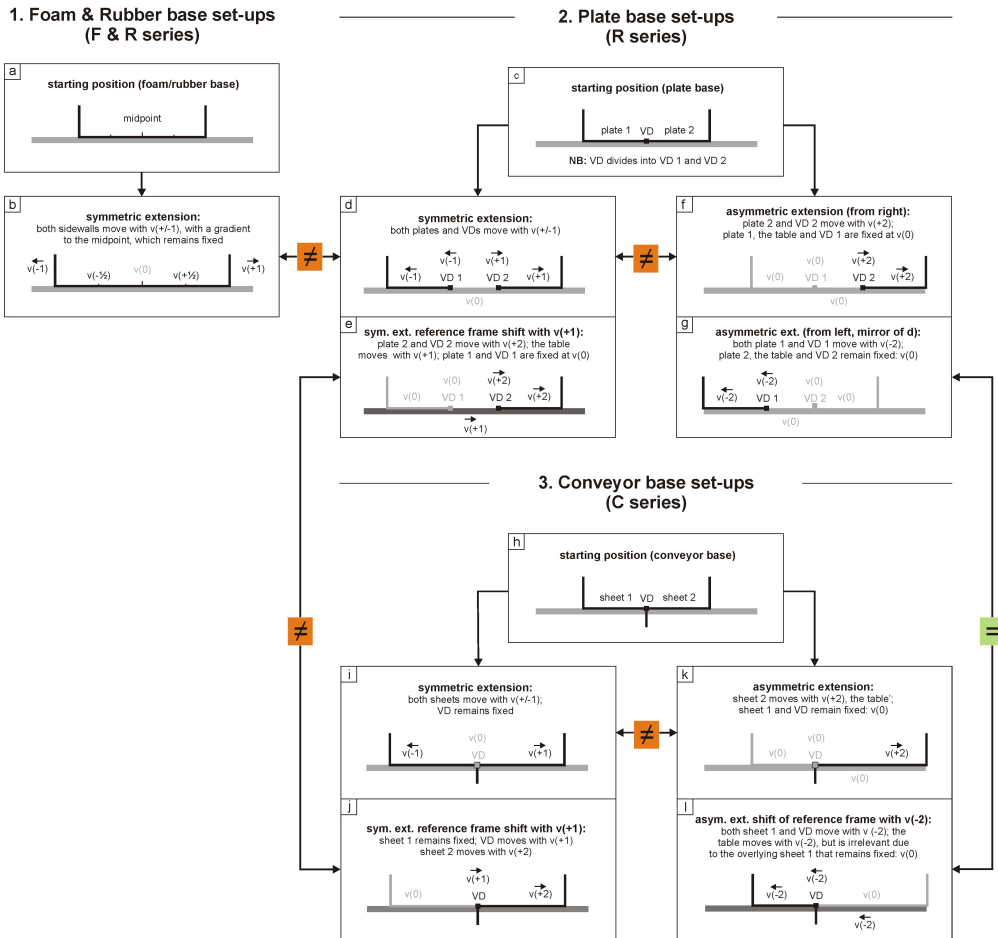 1. Foam & Rubber base set-ups
(F & R series)
2. Plate base set-ups
(R series)
a
starting position (foam/rubber base)
midpoint
c
starting position (plate base)
plate 1 VD plate 2
NB: VD divides into VD 1 and VD 2
b
symmetric extension:
both sidewalls move with v(+/-1), with a gradient
to the midpoint, which remains fixed
v(-1) v(-½) v(0) v(+½) v(+1)
≠
d
symmetric extension:
both plates and VDs move with v(+/-1)
v(-1) v(+1)
v(-1) VD 1 VD 2 v(+1)
v(0)
≠
f
asymmetric extension (from right):
plate 2 and VD 2 move with v(+2);
plate 1, the table and VD 1 are fixed at v(0)
v(0) v(+2)
v(0) VD 1 VD 2 v(+2)
v(0)
e
sym. ext. reference frame shift with v(+1):
plate 2 and VD 2 move with v(+2); the table
moves with v(+1); plate 1 and VD 1 are fixed at v(0)
v(0) v(+2)
v(0) VD 1 VD 2 v(+2)
v(+1)
g
asymmetric ext. (from left, mirror of d):
both plate 1 and VD 1 move with v(-2);
plate 2, the table and VD 2 remain fixed: v(0)
v(-2) v(0)
v(-2) VD 1 VD 2 v(0)
v(0)
3. Conveyor base set-ups
(C series)
h
starting position (conveyor base)
sheet 1 VD sheet 2
≠
=
i
symmetric extension:
both sheets move with v(+/-1);
VD remains fixed
v(0)
v(-1) VD v(+1)
≠
k
asymmetric extension:
sheet 2 moves with v(+2), the table';
sheet 1 and VD remain fixed: v(0)
v(0)
v(0) VD v(+2)
v(0)
j
sym. ext. reference frame shift with v(+1):
sheet 1 remains fixed; VD moves with v(+1)
sheet 2 moves with v(+2)
v(+1)
v(0) VD v(+2)
l
asym. ext. shift of reference frame with v(-2):
both sheet 1 and VD move with v (-2); the
table moves with v(-2), but is irrelevant due
to the overlying sheet 1 that remains fixed: v(0)
v(-2)
v(-2) VD v(0)
v(-2)